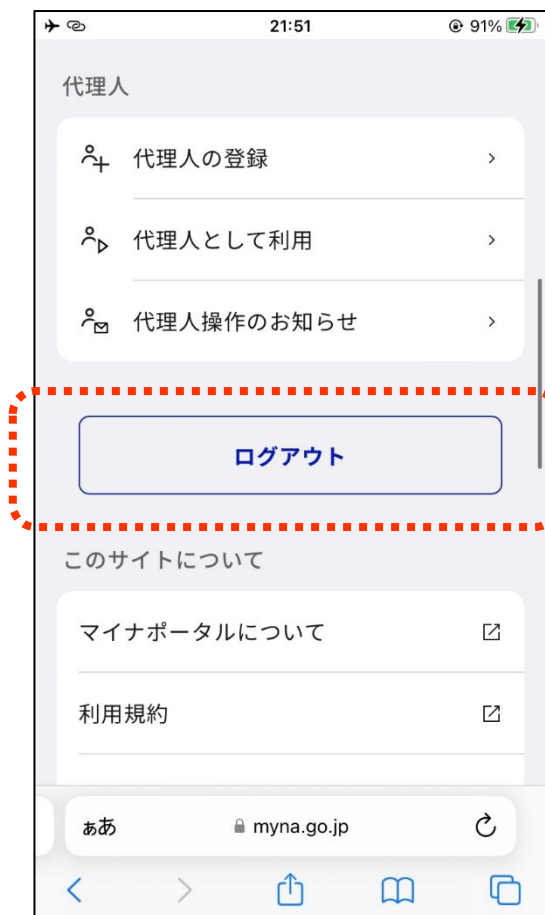 21:51
91%
代理人
代理人の登録
代理人として利用
代理人操作のお知らせ
ログアウト
このサイトについて
マイナポータルについて
利用規約
ぁあ myna.go.jp